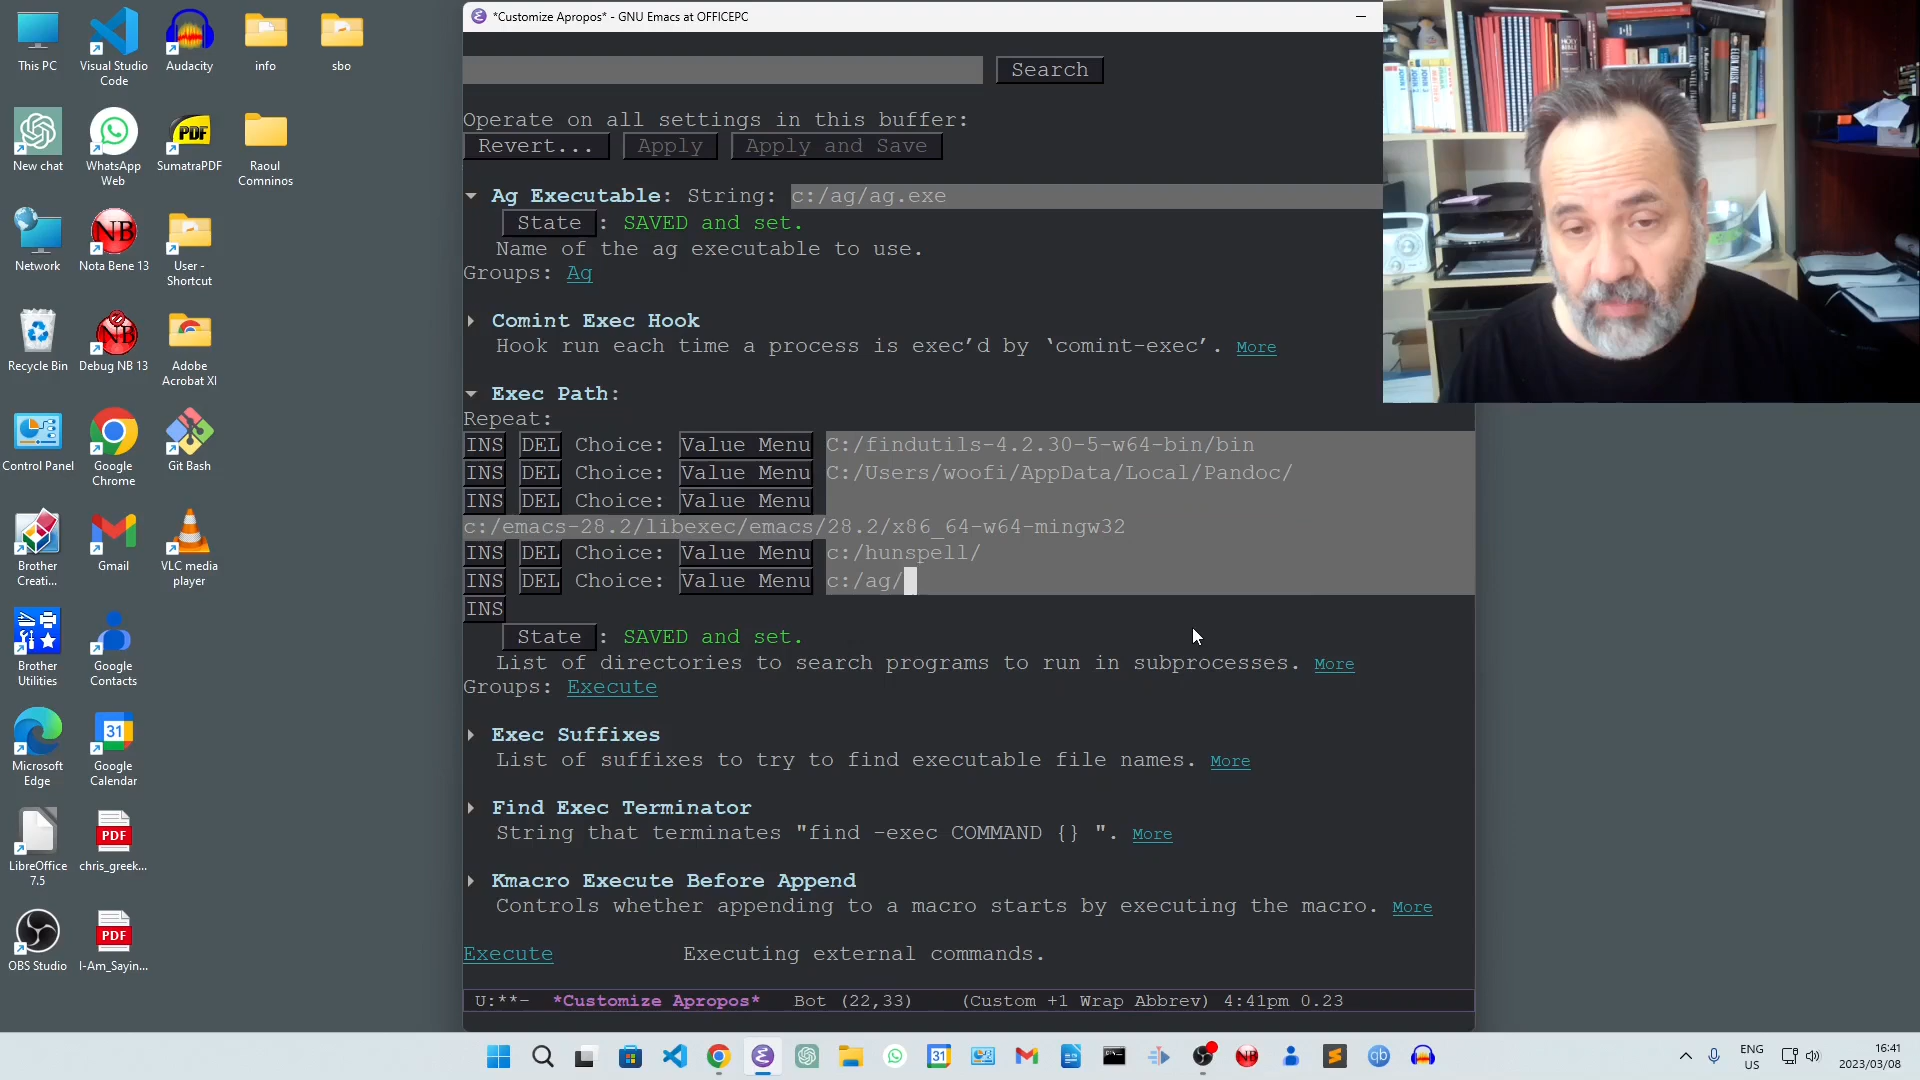 *Customize Apropos* - GNU Emacs at OFFICEPC
This PC
Visual Studio Code
Audacity
info
sbo
New chat
WhatsApp Web
SumatraPDF
Raoul Comninos
Network
Nota Bene 13
User - Shortcut
Recycle Bin
Debug NB 13
Adobe Acrobat XI
Control Panel
Google Chrome
Git Bash
Brother Creati...
Gmail
VLC media player
Brother Utilities
Google Contacts
Microsoft Edge
Google Calendar
LibreOffice 7.5
chris_greek...
OBS Studio
I-Am_Sayin...
Search
Operate on all settings in this buffer:
Revert... Apply Apply and Save
Ag Executable: String: c:/ag/ag.exe
State : SAVED and set.
Name of the ag executable to use.
Groups: Ag
Comint Exec Hook
Hook run each time a process is exec’d by ‘comint-exec’. More
Exec Path:
Repeat:
INS DEL Choice: Value Menu C:/findutils-4.2.30-5-w64-bin/bin
INS DEL Choice: Value Menu C:/Users/woofi/AppData/Local/Pandoc/
INS DEL Choice: Value Menu
c:/emacs-28.2/libexec/emacs/28.2/x86_64-w64-mingw32
INS DEL Choice: Value Menu c:/hunspell/
INS DEL Choice: Value Menu c:/ag/
INS
State : SAVED and set.
List of directories to search programs to run in subprocesses. More
Groups: Execute
Exec Suffixes
List of suffixes to try to find executable file names. More
Find Exec Terminator
String that terminates "find -exec COMMAND {} ". More
Kmacro Execute Before Append
Controls whether appending to a macro starts by executing the macro. More
Execute Executing external commands.
U:**- *Customize Apropos* Bot (22,33) (Custom +1 Wrap Abbrev) 4:41pm 0.23
ENG
US
16:41
2023/03/08